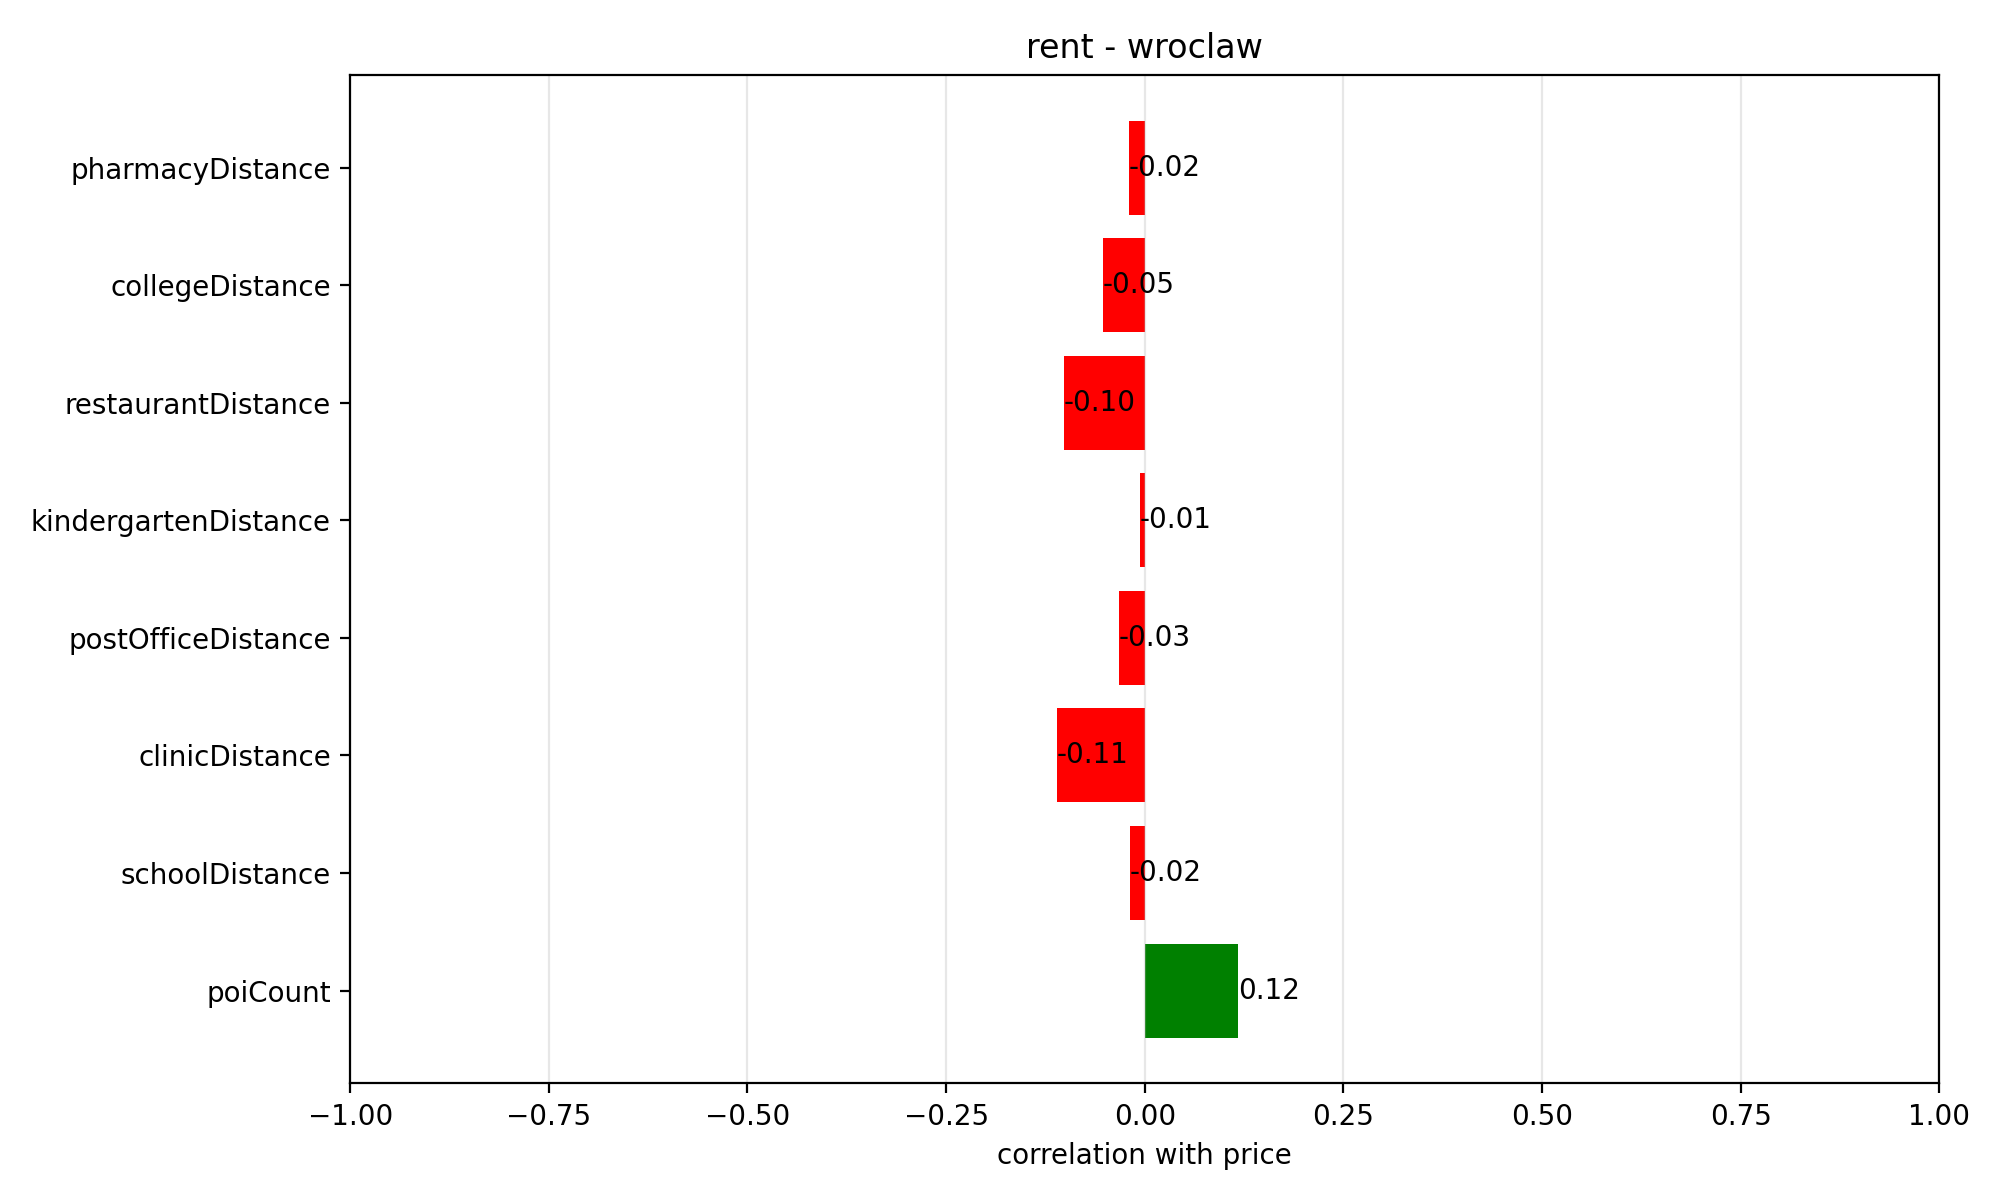 rent - wroclaw
pharmacyDistance
-0.02
collegeDistance
-0.05
restaurantDistance
-0.10
kindergartenDistance
-0.01
postOfficeDistance
-0.03
clinicDistance
-0.11
schoolDistance
-0.02
poiCount
0.12
−1.00 −0.75 −0.50 −0.25 0.00 0.25 0.50 0.75 1.00
correlation with price